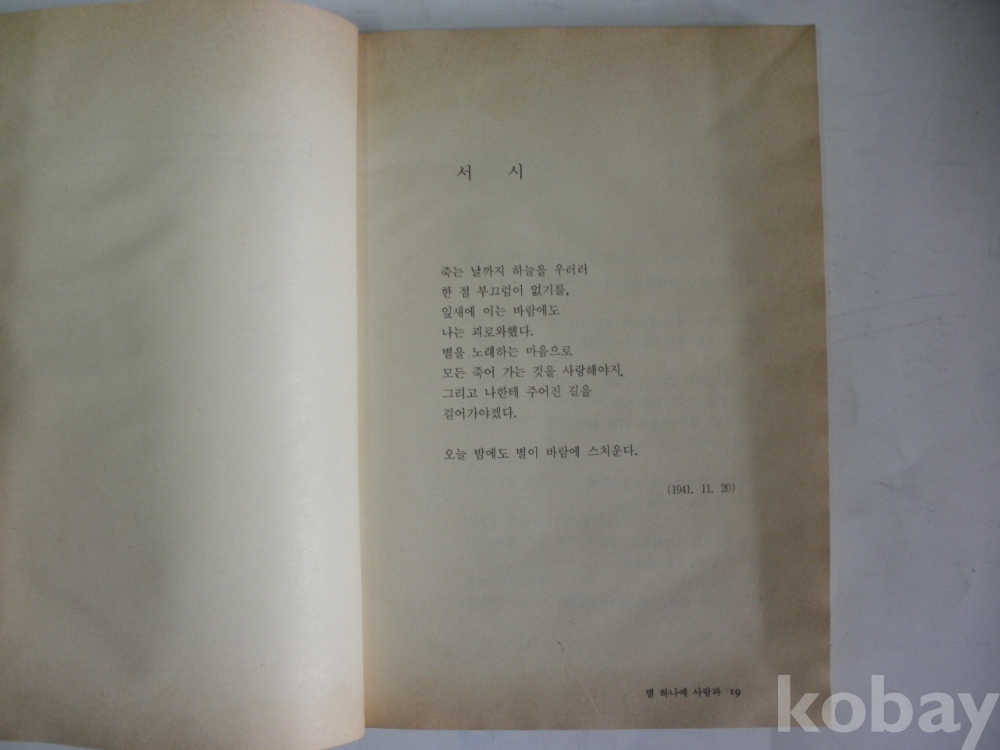 서 시
죽는 날까지 하늘을 우러러
한 점 부끄럼이 없기를,
잎새에 이는 바람에도
나는 괴로와했다.
별을 노래하는 마음으로
모든 죽어 가는 것을 사랑해야지.
그리고 나한테 주어진 길을
걸어가야겠다.
오늘 밤에도 별이 바람에 스치운다.
(1941. 11. 20)
별 하나에 사랑과 19
kobay